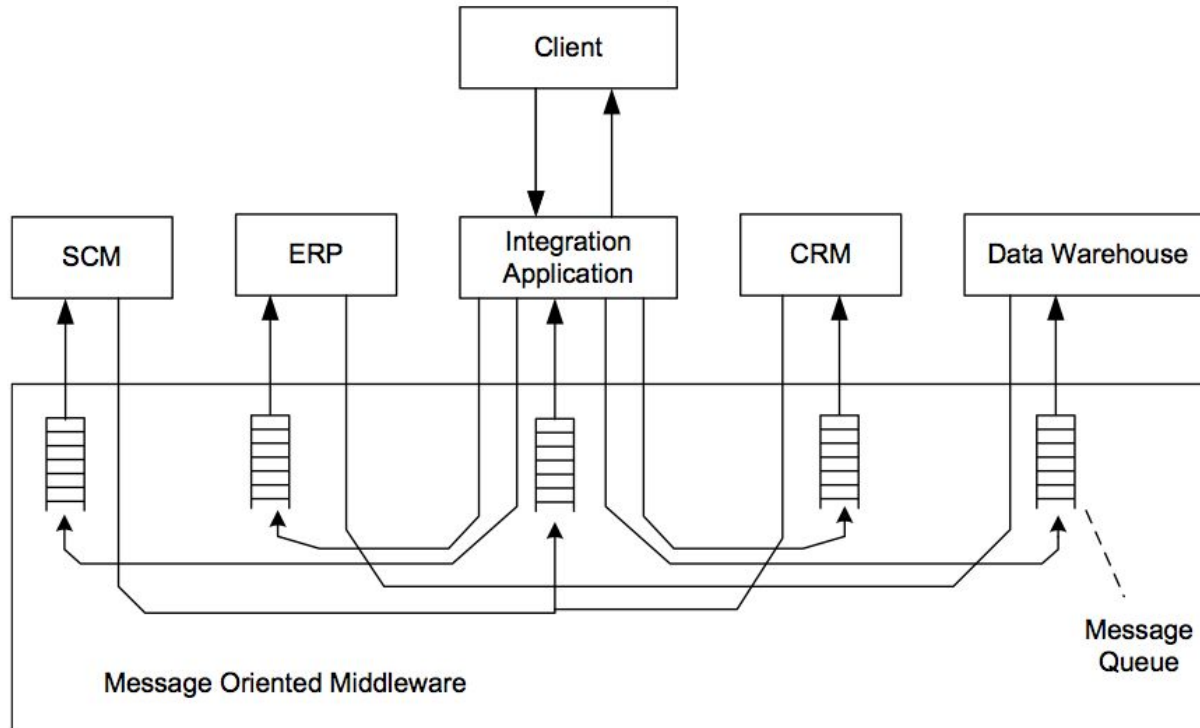 Client
SCM
ERP
Integration
Application
CRM
Data Warehouse
Message
Queue
Message Oriented Middleware